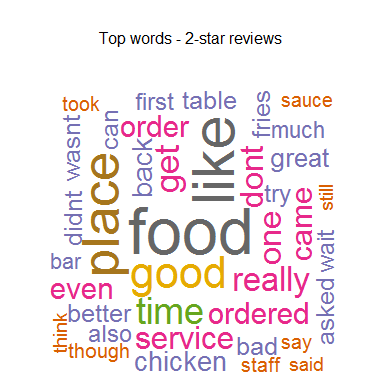 Top words - 2-star reviews
took
first
table
sauce
wasnt
can
order
fries
much
back
get
like
dont
great
place
didnt
try
still
food
one
came
wait
bar
good
really
asked
even
better
time
ordered
think
also
service
bad
say
though
chicken
staff
said